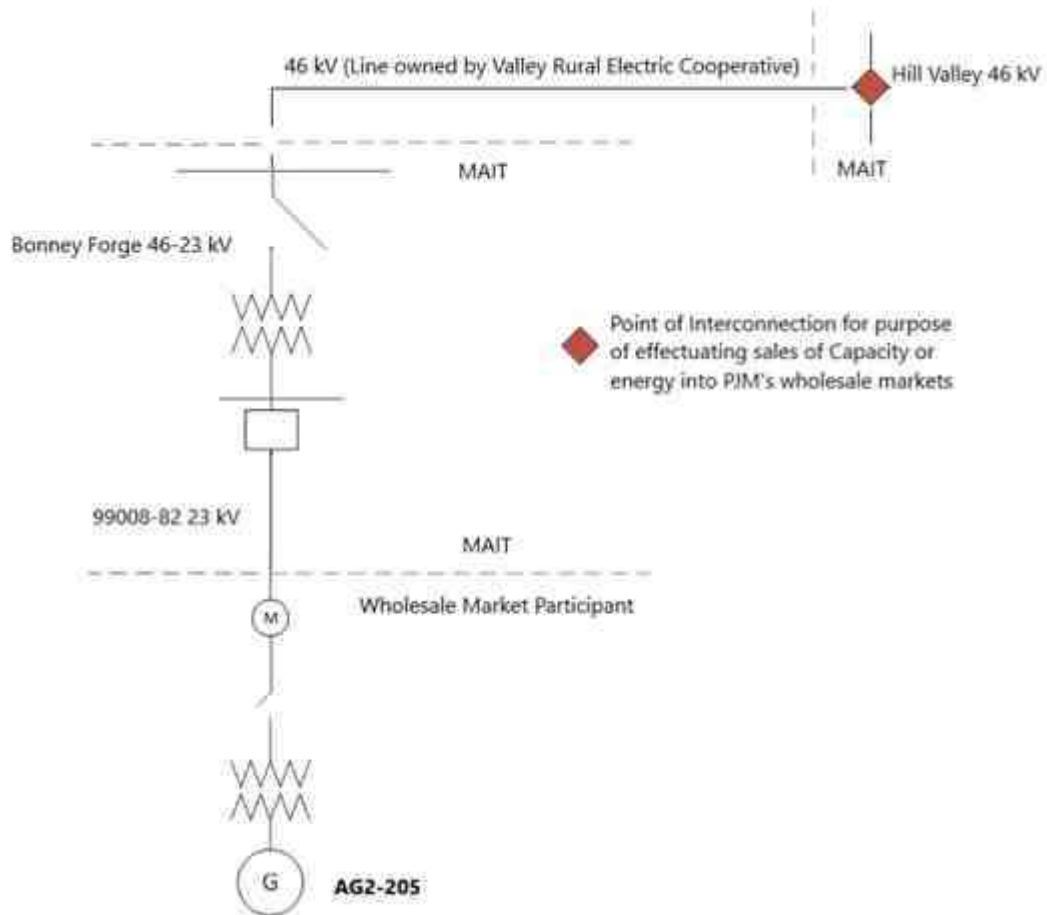 46 kV (Line owned by Valley Rural Electric Cooperative)
Hill Valley 46 kV
MAIT
MAIT
Bonney Forge 46-23 kV
Point of Interconnection for purpose
of effectuating sales of Capacity or
energy into PJM's wholesale markets
99008-82 23 kV
MAIT
Wholesale Market Participant
M
G
AG2-205